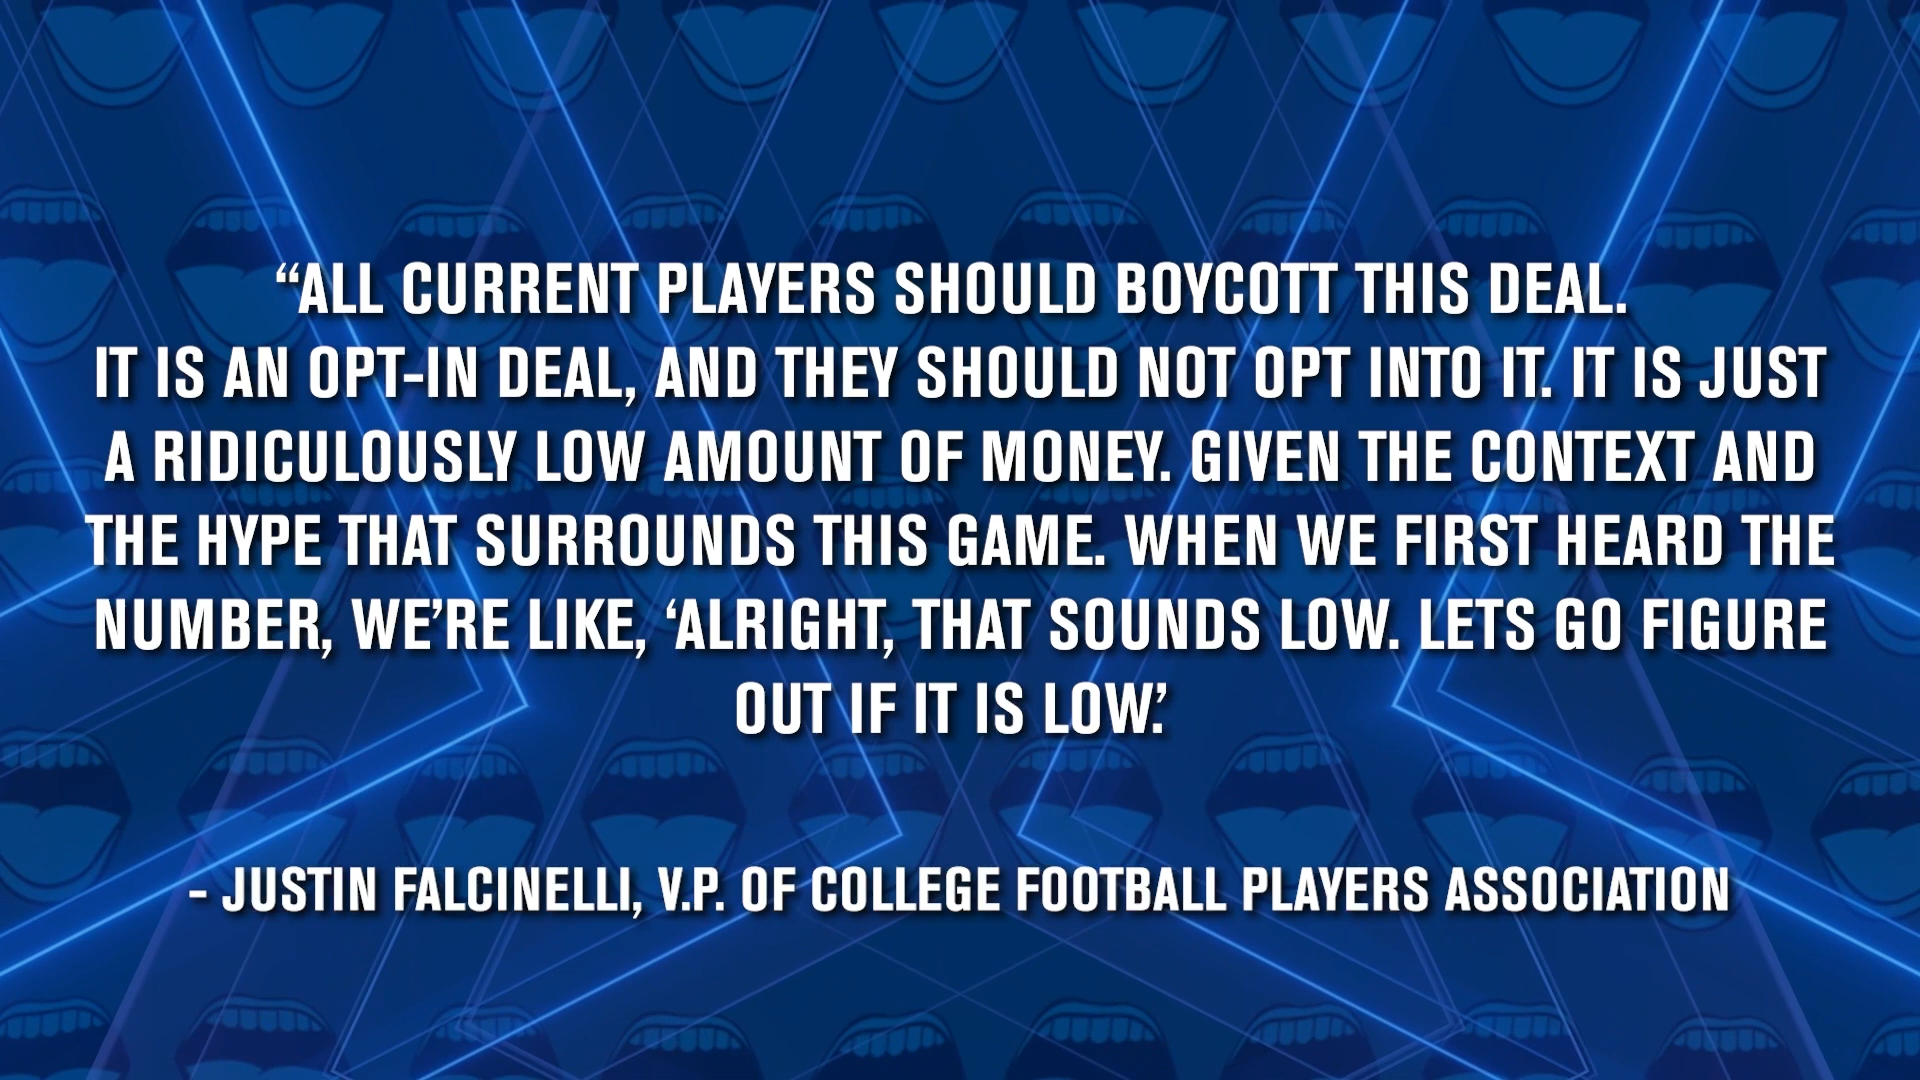 “ALL CURRENT PLAYERS SHOULD BOYCOTT THIS DEAL.
IT IS AN OPT-IN DEAL, AND THEY SHOULD NOT OPT INTO IT. IT IS JUST
A RIDICULOUSLY LOW AMOUNT OF MONEY. GIVEN THE CONTEXT AND
THE HYPE THAT SURROUNDS THIS GAME. WHEN WE FIRST HEARD THE
NUMBER, WE’RE LIKE, ‘ALRIGHT, THAT SOUNDS LOW. LETS GO FIGURE
OUT IF IT IS LOW.’
- JUSTIN FALCINELLI, V.P. OF COLLEGE FOOTBALL PLAYERS ASSOCIATION